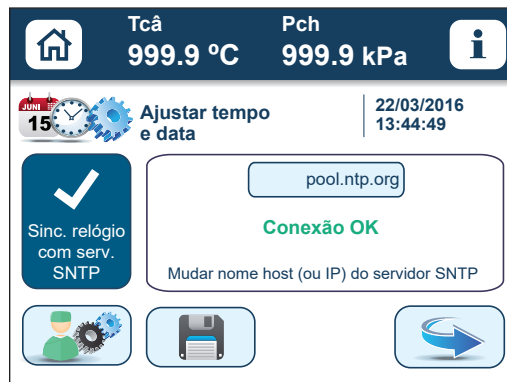 Tcâ
999.9 ºC
Pch
999.9 kPa
i
JUNI
15
Ajustar tempo
e data
22/03/2016
13:44:49
Sinc. relógio
com serv.
SNTP
pool.ntp.org
Conexão OK
Mudar nome host (ou IP) do servidor SNTP